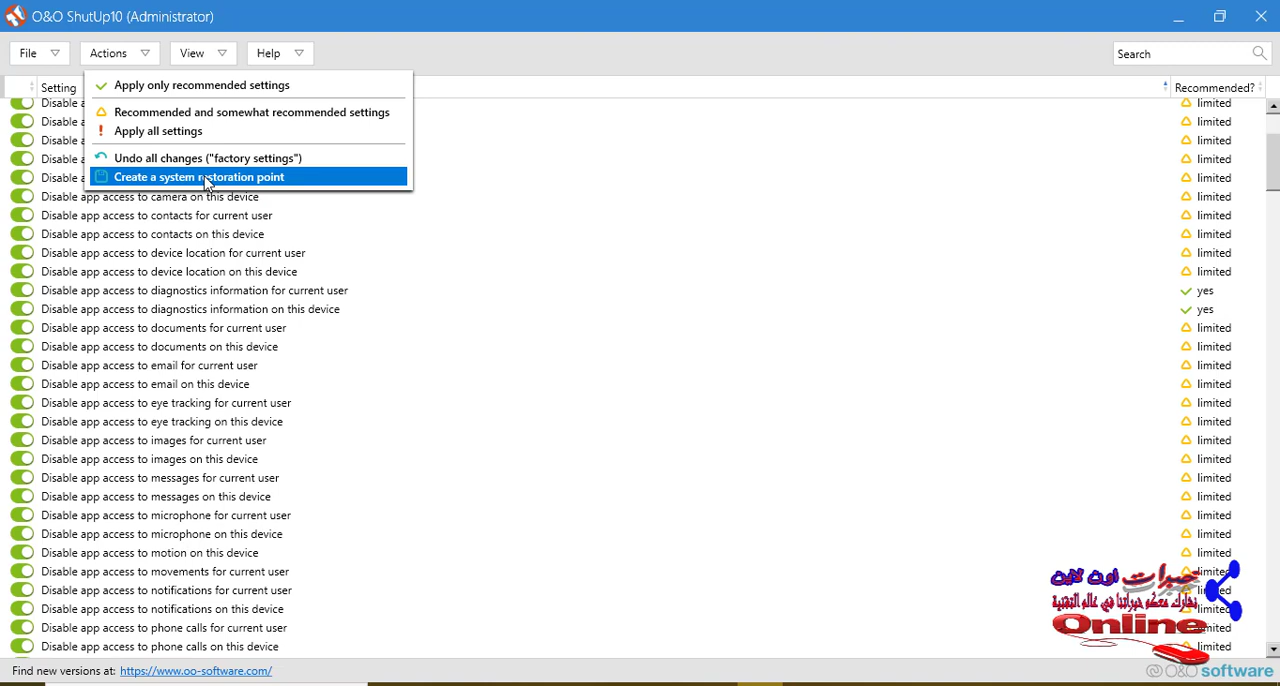 O&O ShutUp10 (Administrator)
File Actions View Help Search
Setting Recommended?
Apply only recommended settings
Recommended and somewhat recommended settings
Apply all settings
Undo all changes ("factory settings")
Create a system restoration point
Disable a limited
limited
limited
limited
limited
Disable app access to camera on this device limited
Disable app access to contacts for current user limited
Disable app access to contacts on this device limited
Disable app access to device location for current user limited
Disable app access to device location on this device limited
Disable app access to diagnostics information for current user yes
Disable app access to diagnostics information on this device yes
Disable app access to documents for current user limited
Disable app access to documents on this device limited
Disable app access to email for current user limited
Disable app access to email on this device limited
Disable app access to eye tracking for current user limited
Disable app access to eye tracking on this device limited
Disable app access to images for current user limited
Disable app access to images on this device limited
Disable app access to messages for current user limited
Disable app access to messages on this device limited
Disable app access to microphone for current user limited
Disable app access to microphone on this device limited
Disable app access to motion on this device limited
Disable app access to movements for current user limited
Disable app access to notifications for current user limited
Disable app access to notifications on this device limited
Disable app access to phone calls for current user limited
Disable app access to phone calls on this device limited
خبرات اون لاين
نشارك معكم خبراتنا في عالم التقنية
Online
Find new versions at: https://www.oo-software.com/ O&O software